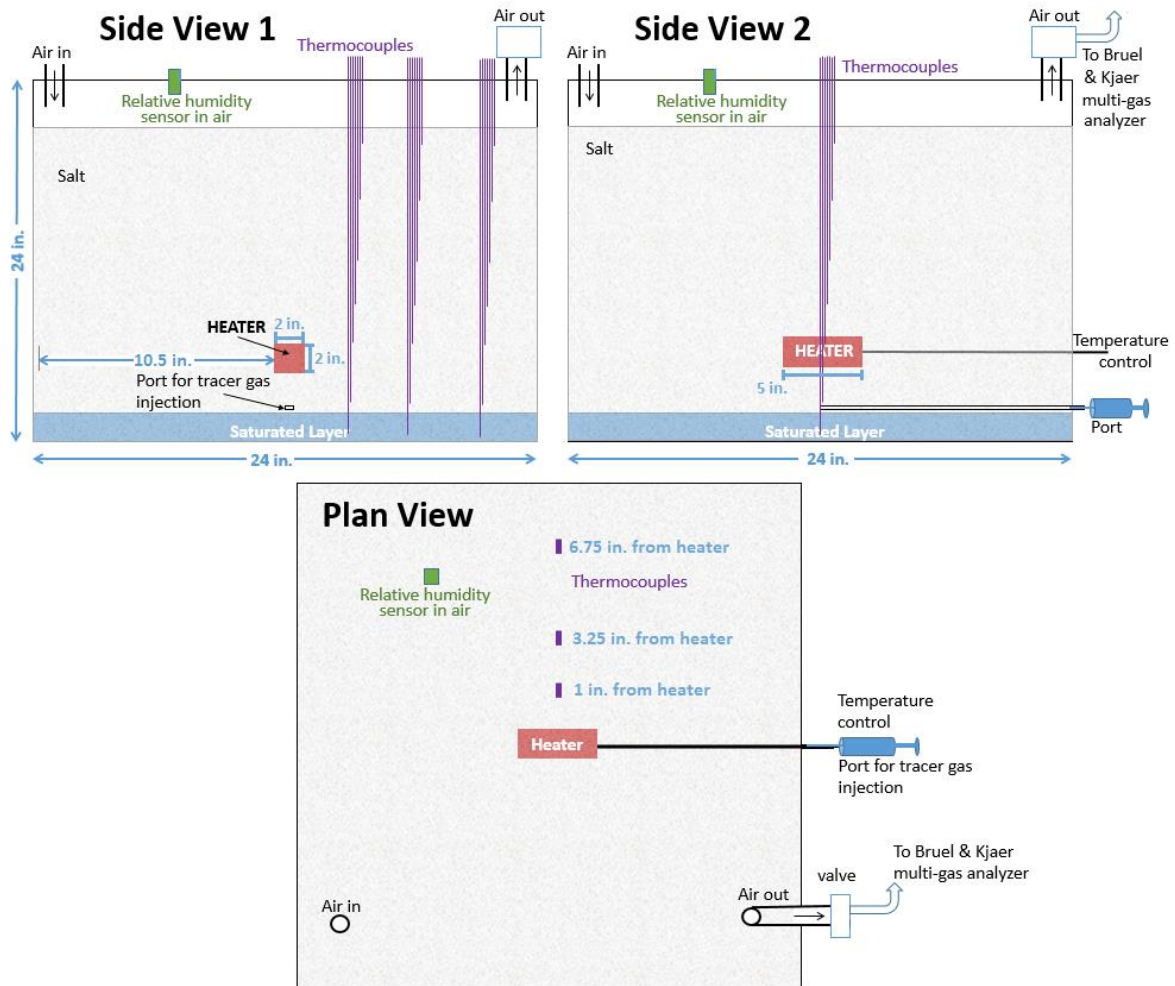 Side View 1
Air in
Thermocouples
Air out
Relative humidity
sensor in air
Salt
24 in.
HEATER
2 in.
2 in.
10.5 in.
Port for tracer gas
injection
Saturated Layer
24 in.
Side View 2
Air in
Thermocouples
Air out
To Bruel
& Kjaer
multi-gas
analyzer
Relative humidity
sensor in air
Salt
HEATER
Temperature
control
5 in.
Port
Saturated Layer
24 in.
Plan View
6.75 in. from heater
Thermocouples
Relative humidity
sensor in air
3.25 in. from heater
1 in. from heater
Heater
Temperature
control
Port for tracer gas
injection
To Bruel & Kjaer
multi-gas analyzer
valve
Air out
Air in